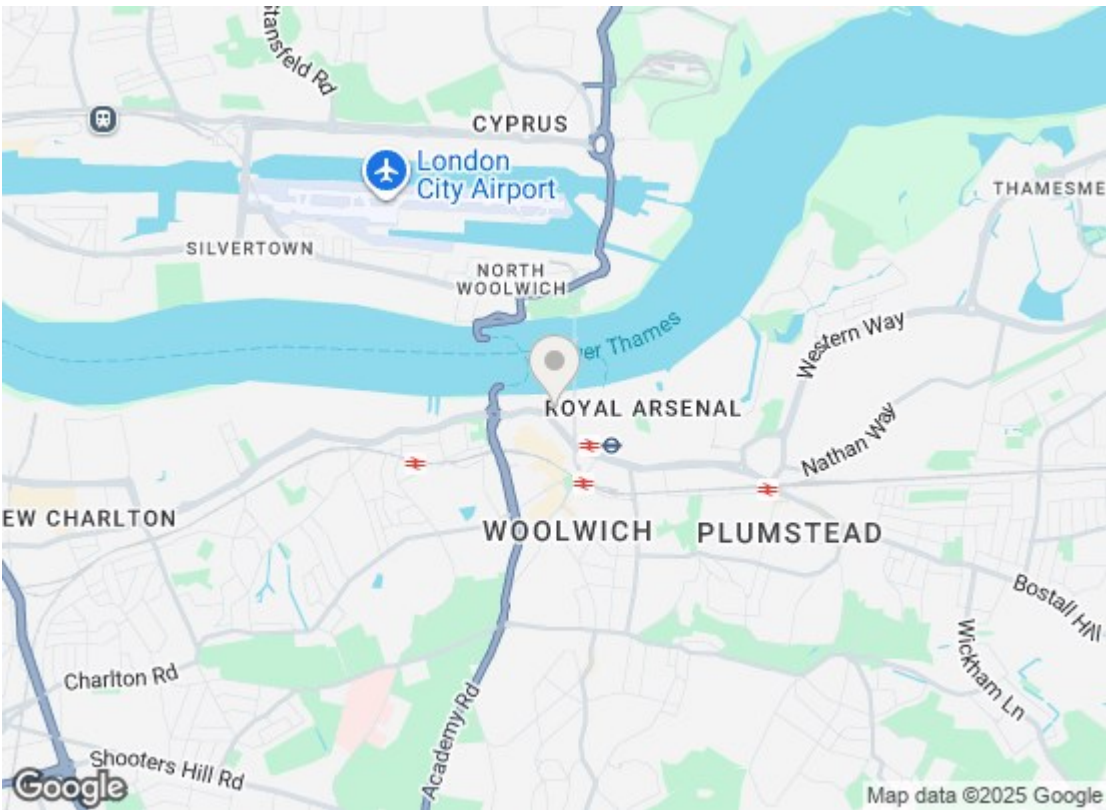 Stansfeld Rd
CYPRUS
London
City Airport
THAMESME
SILVERTOWN
NORTH
WOOLWICH
ver Thames
Western Way
ROYAL ARSENAL
Nathan Way
EW CHARLTON
WOOLWICH
PLUMSTEAD
Bostall Hill
Wickham Ln
Charlton Rd
Academy Rd
Shooters Hill Rd
Google
Map data ©2025 Google